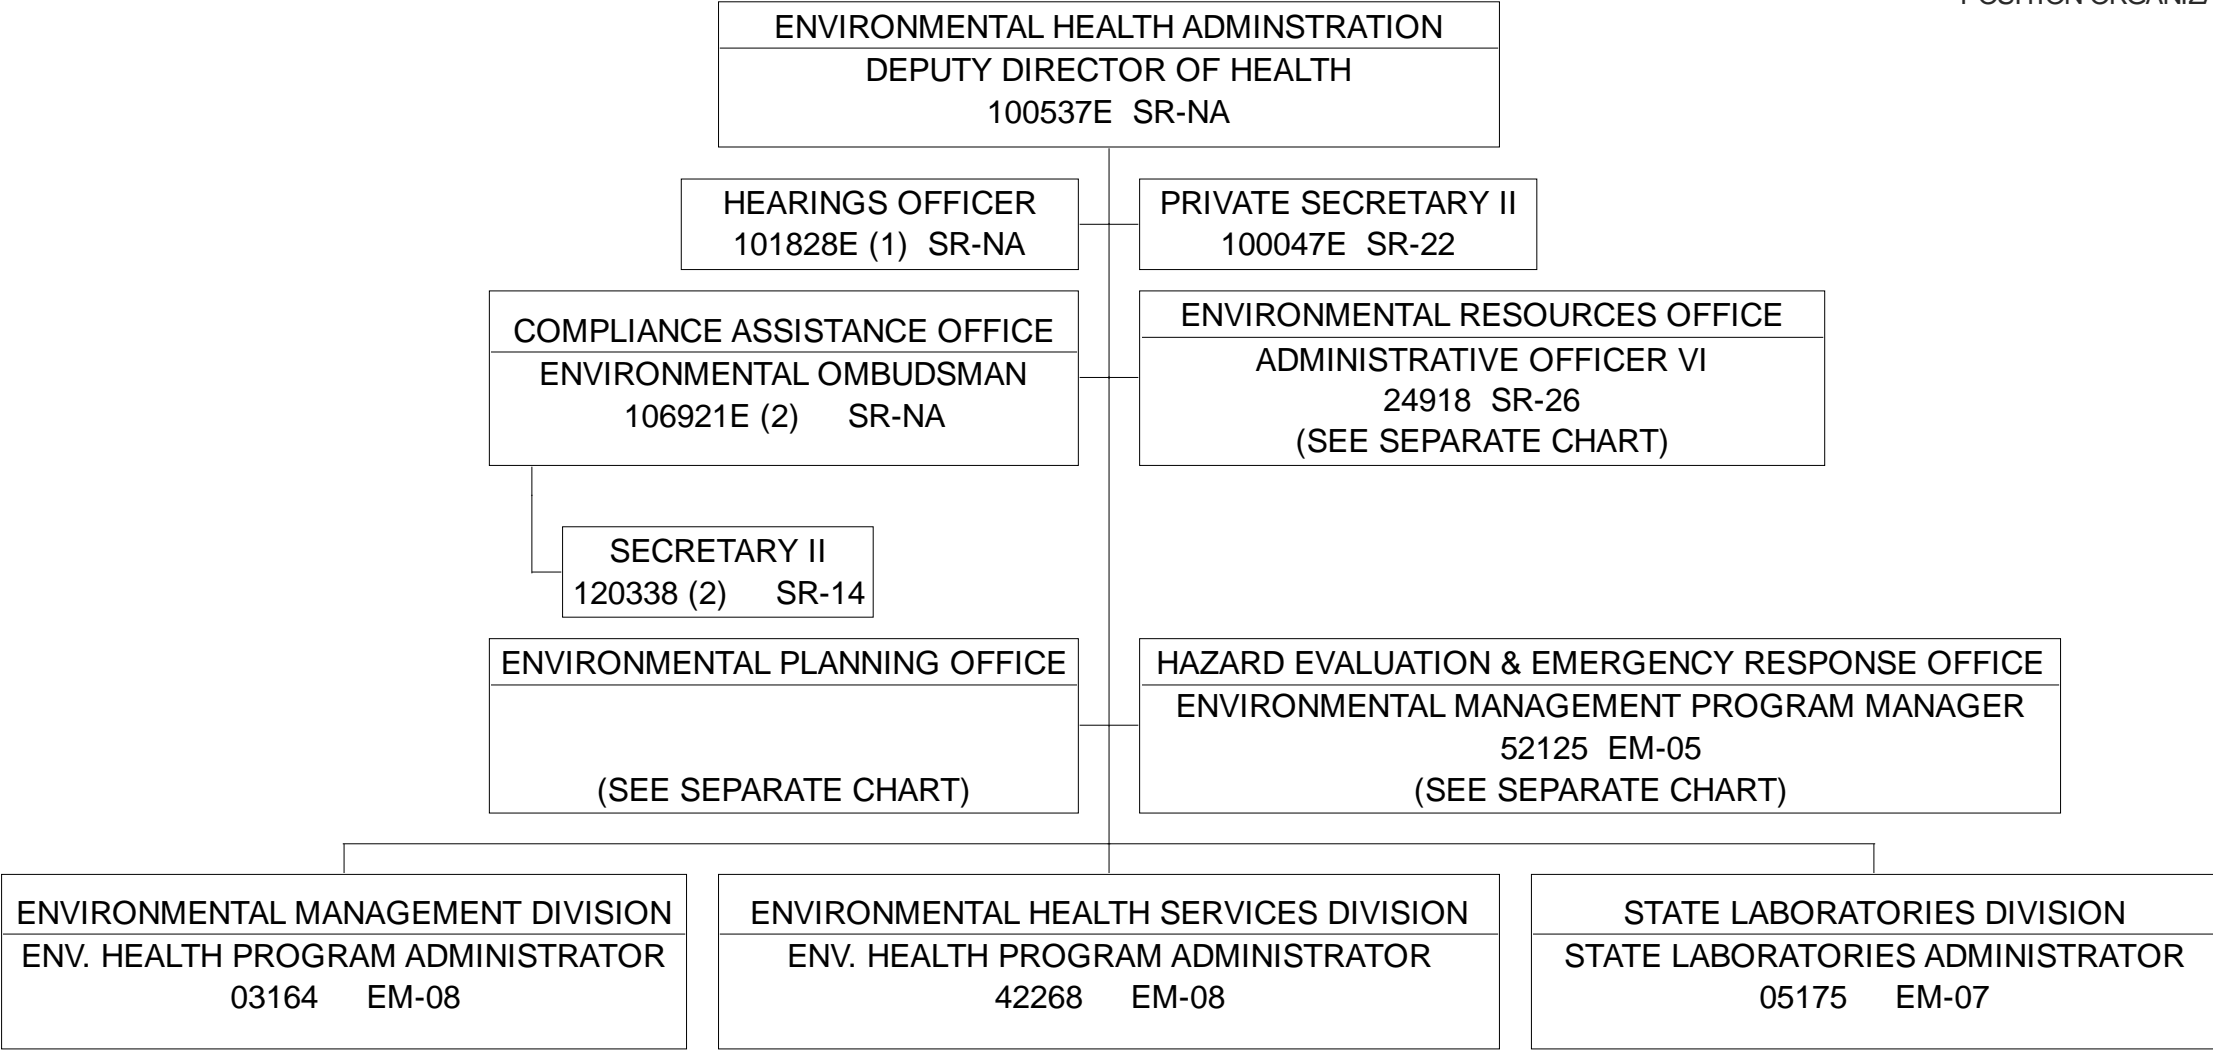 ENVIRONMENTAL HEALTH ADMINSTRATION
DEPUTY DIRECTOR OF HEALTH
100537E SR-NA
HEARINGS OFFICER
101828E (1) SR-NA
PRIVATE SECRETARY II
100047E SR-22
COMPLIANCE ASSISTANCE OFFICE
ENVIRONMENTAL OMBUDSMAN
106921E (2) SR-NA
ENVIRONMENTAL RESOURCES OFFICE
ADMINISTRATIVE OFFICER VI
24918 SR-26
(SEE SEPARATE CHART)
SECRETARY II
120338 (2) SR-14
ENVIRONMENTAL PLANNING OFFICE
(SEE SEPARATE CHART)
HAZARD EVALUATION & EMERGENCY RESPONSE OFFICE
ENVIRONMENTAL MANAGEMENT PROGRAM MANAGER
52125 EM-05
(SEE SEPARATE CHART)
ENVIRONMENTAL MANAGEMENT DIVISION
ENV. HEALTH PROGRAM ADMINISTRATOR
03164 EM-08
ENVIRONMENTAL HEALTH SERVICES DIVISION
ENV. HEALTH PROGRAM ADMINISTRATOR
42268 EM-08
STATE LABORATORIES DIVISION
STATE LABORATORIES ADMINISTRATOR
05175 EM-07